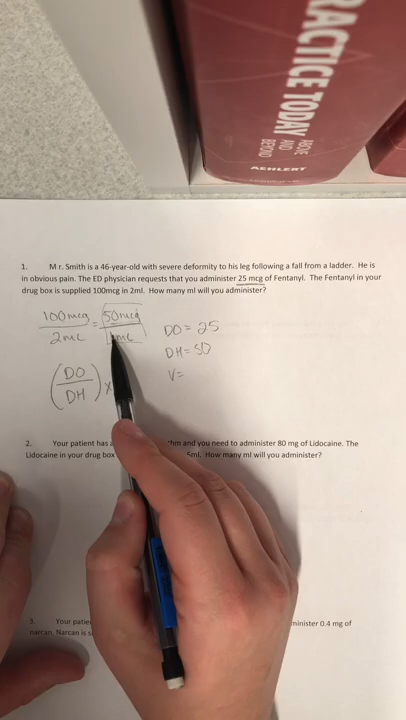 PRACTICE TODAY
ABOVE
AND
BEYOND
AEHLERT
1. M r. Smith is a 46-year-old with severe deformity to his leg following a fall from a ladder. He is
in obvious pain. The ED physician requests that you administer 25 mcg of Fentanyl. The Fentanyl in your
drug box is supplied 100mcg in 2ml. How many ml will you administer?
100mcg = 50mcg
2mL 1mL
DO = 25
DH = 50
V=
(DO
DH) x
2. Your patient has and you need to administer 80 mg of Lidocaine. The
Lidocaine in your drug box 5ml. How many ml will you administer?
3. Your 0.4 mg of
narcan. Narcan is